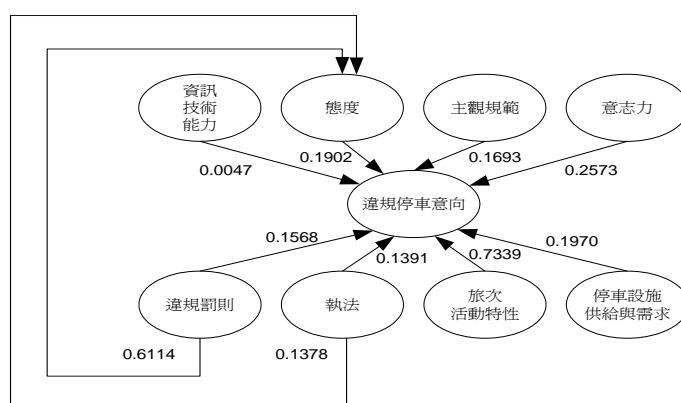 資訊
技術
能力
態度
主觀規範
意志力
0.0047
0.1902
0.1693
0.2573
違規停車意向
0.1568
0.1391
0.7339
0.1970
違規罰則
執法
旅次
活動特性
停車設施
供給與需求
0.6114
0.1378